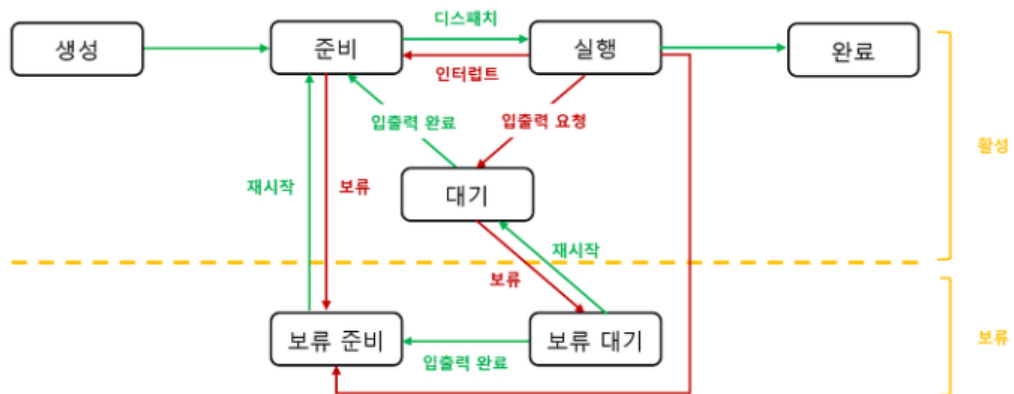 디스패치
생성
준비
실행
완료
인터럽트
입출력 완료
입출력 요청
활성
재시작
보류
대기
재시작
보류
보류 준비
보류 대기
보류
입출력 완료